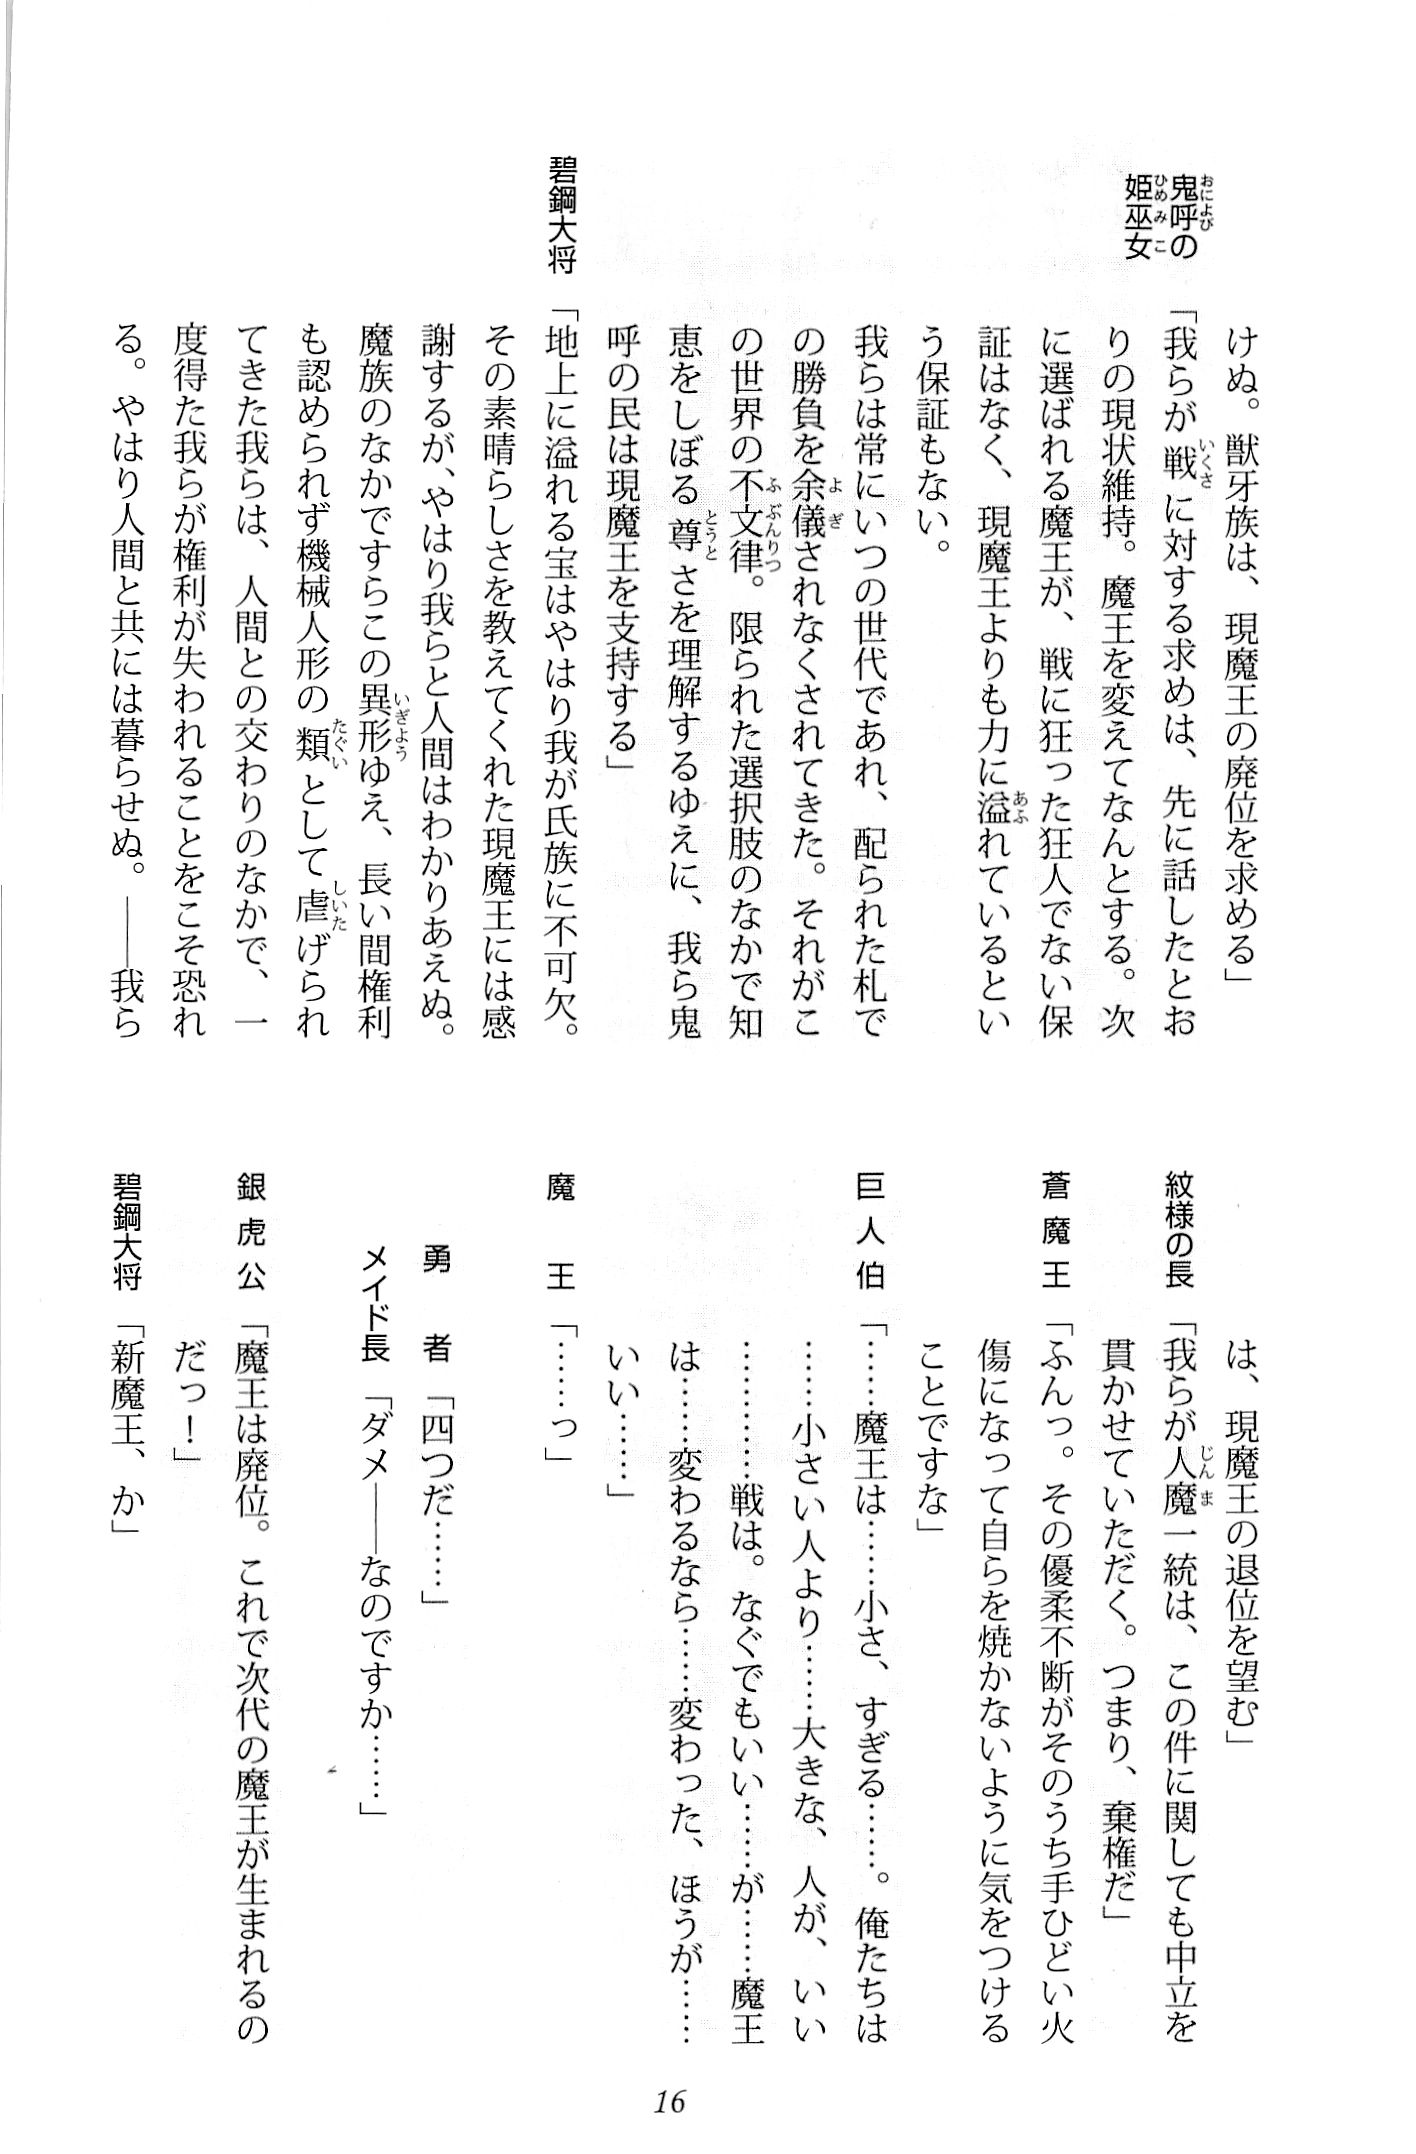 けぬ。獣牙族は、現魔王の廃位を求める」
鬼呼の姫巫女「我らが戦に対する求めは、先に話したとお
りの現状維持。魔王を変えてなんとする。次
に選ばれる魔王が、戦に狂った狂人でない保
証はなく、現魔王よりも力に溢れているとい
う保証もない。
我らは常にいつの世代であれ、配られた札で
の勝負を余儀されなくされてきた。それがこ
の世界の不文律。限られた選択肢のなかで知
恵をしぼる尊さを理解するゆえに、我ら鬼
呼の民は現魔王を支持する」
碧鋼大将「地上に溢れる宝はやはり我が氏族に不可欠。
その素晴らしさを教えてくれた現魔王には感
謝するが、やはり我らと人間はわかりあえぬ。
魔族のなかですらこの異形ゆえ、長い間権利
も認められず機械人形の類として虐げられ
てきた我らは、人間との交わりのなかで、一
度得た我らが権利が失われることをこそ恐れ
る。やはり人間と共には暮らせぬ。――我ら
は、現魔王の退位を望む」
紋様の長「我らが人魔一統は、この件に関しても中立を
貫かせていただく。つまり、棄権だ」
蒼魔王「ふんっ。その優柔不断がそのうち手ひどい火
傷になって自らを焼かないように気をつける
ことですな」
巨人伯「……魔王は……小さ、すぎる……。俺たちは
……小さい人より……大きな、人が、いい
…………戦は。なぐでもいい……が……魔王
は……変わるなら……変わった、ほうが……
いい……」
魔王「……っ」
勇者「四つだ……」
メイド長「ダメ――なのですか……」
銀虎公「魔王は廃位。これで次代の魔王が生まれるの
だっ！」
碧鋼大将「新魔王、か」
16